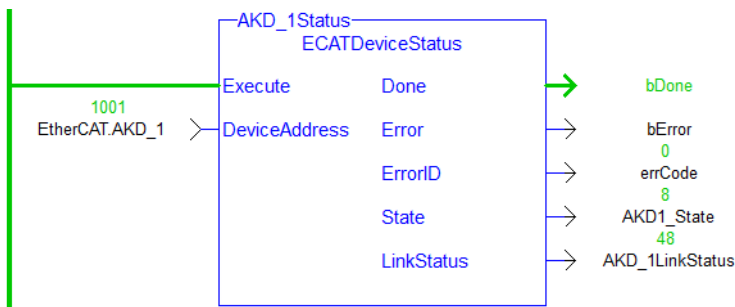 AKD_1Status
ECATDeviceStatus
Execute Done bDone
1001
EtherCAT.AKD_1 DeviceAddress Error bError
0
ErrorID errCode
8
State AKD1_State
48
LinkStatus AKD_1LinkStatus